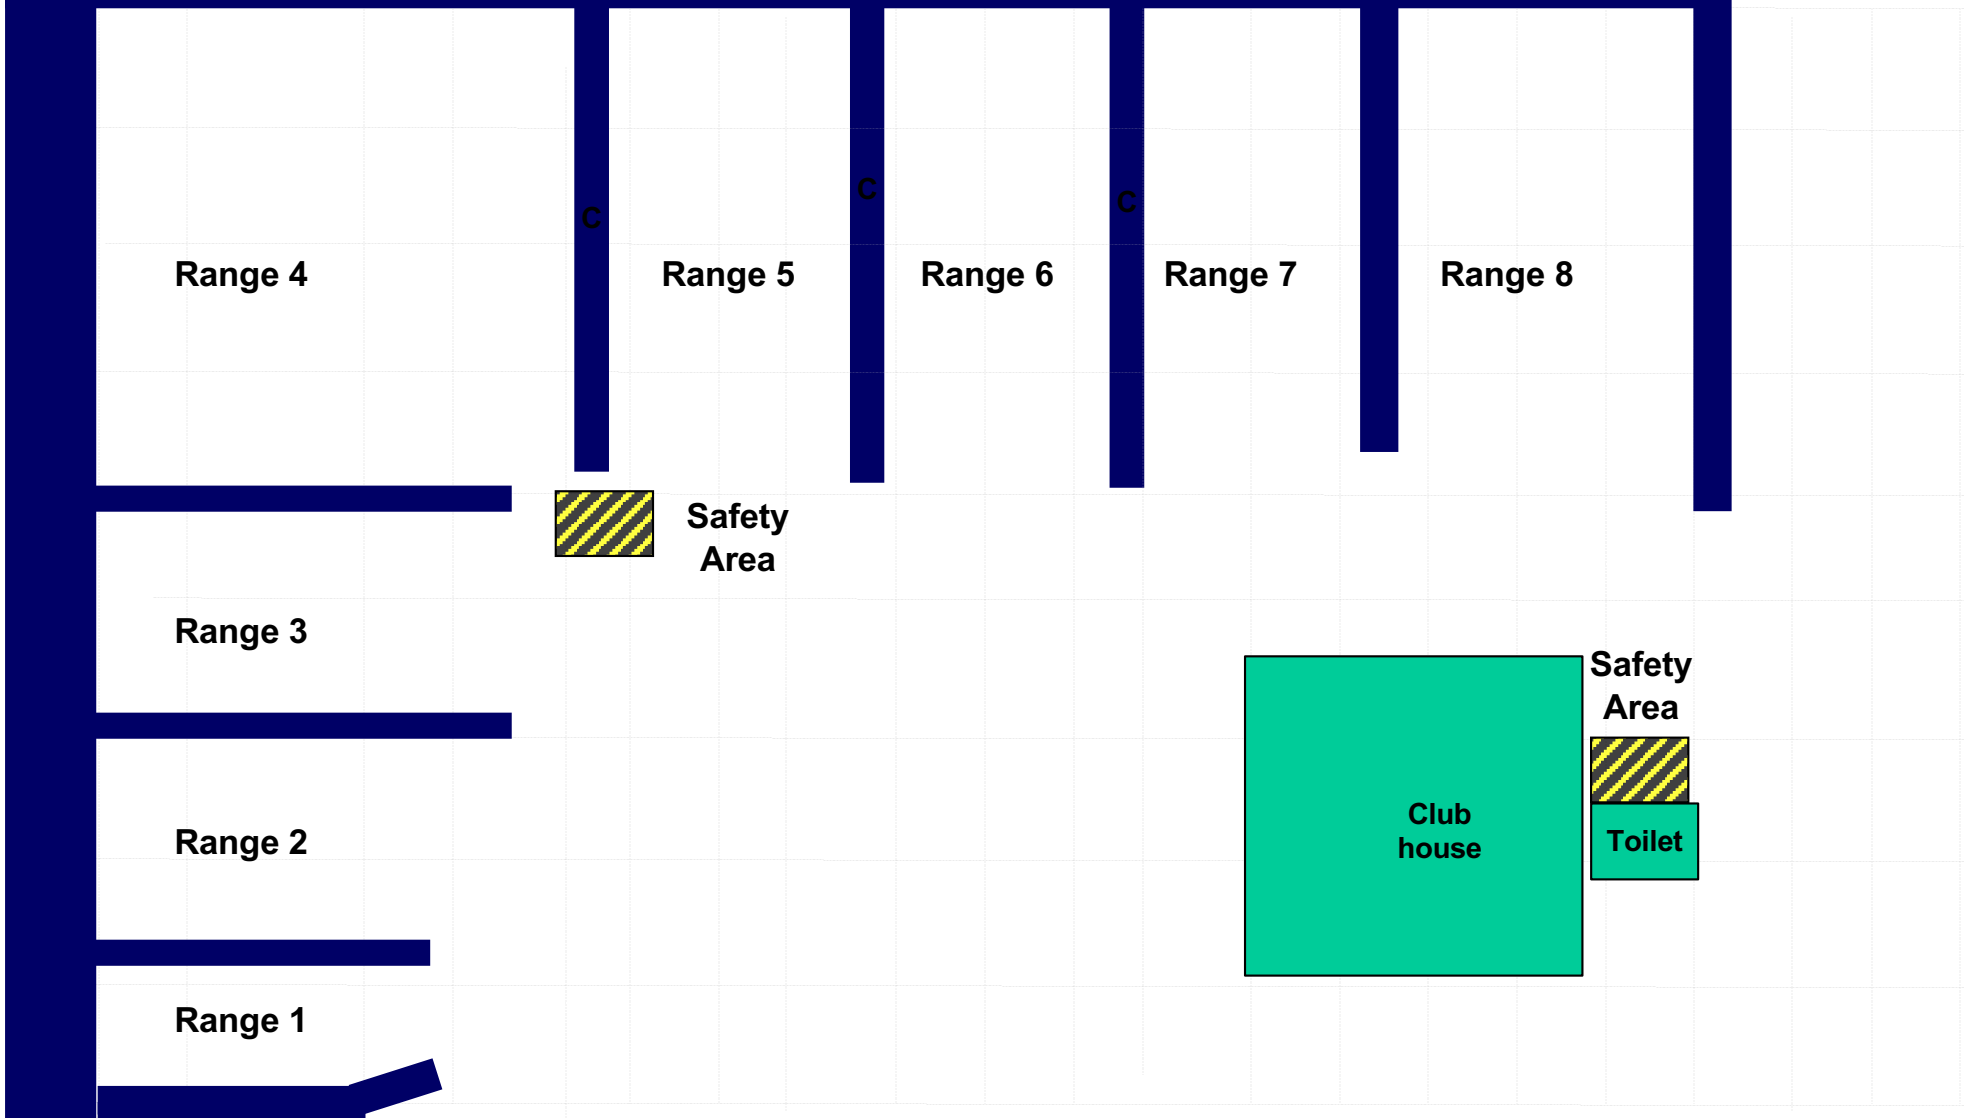 C
C
C
Range 4
Range 5
Range 6
Range 7
Range 8
Safety
Area
Range 3
Safety
Area
Club
house
Toilet
Range 2
Range 1